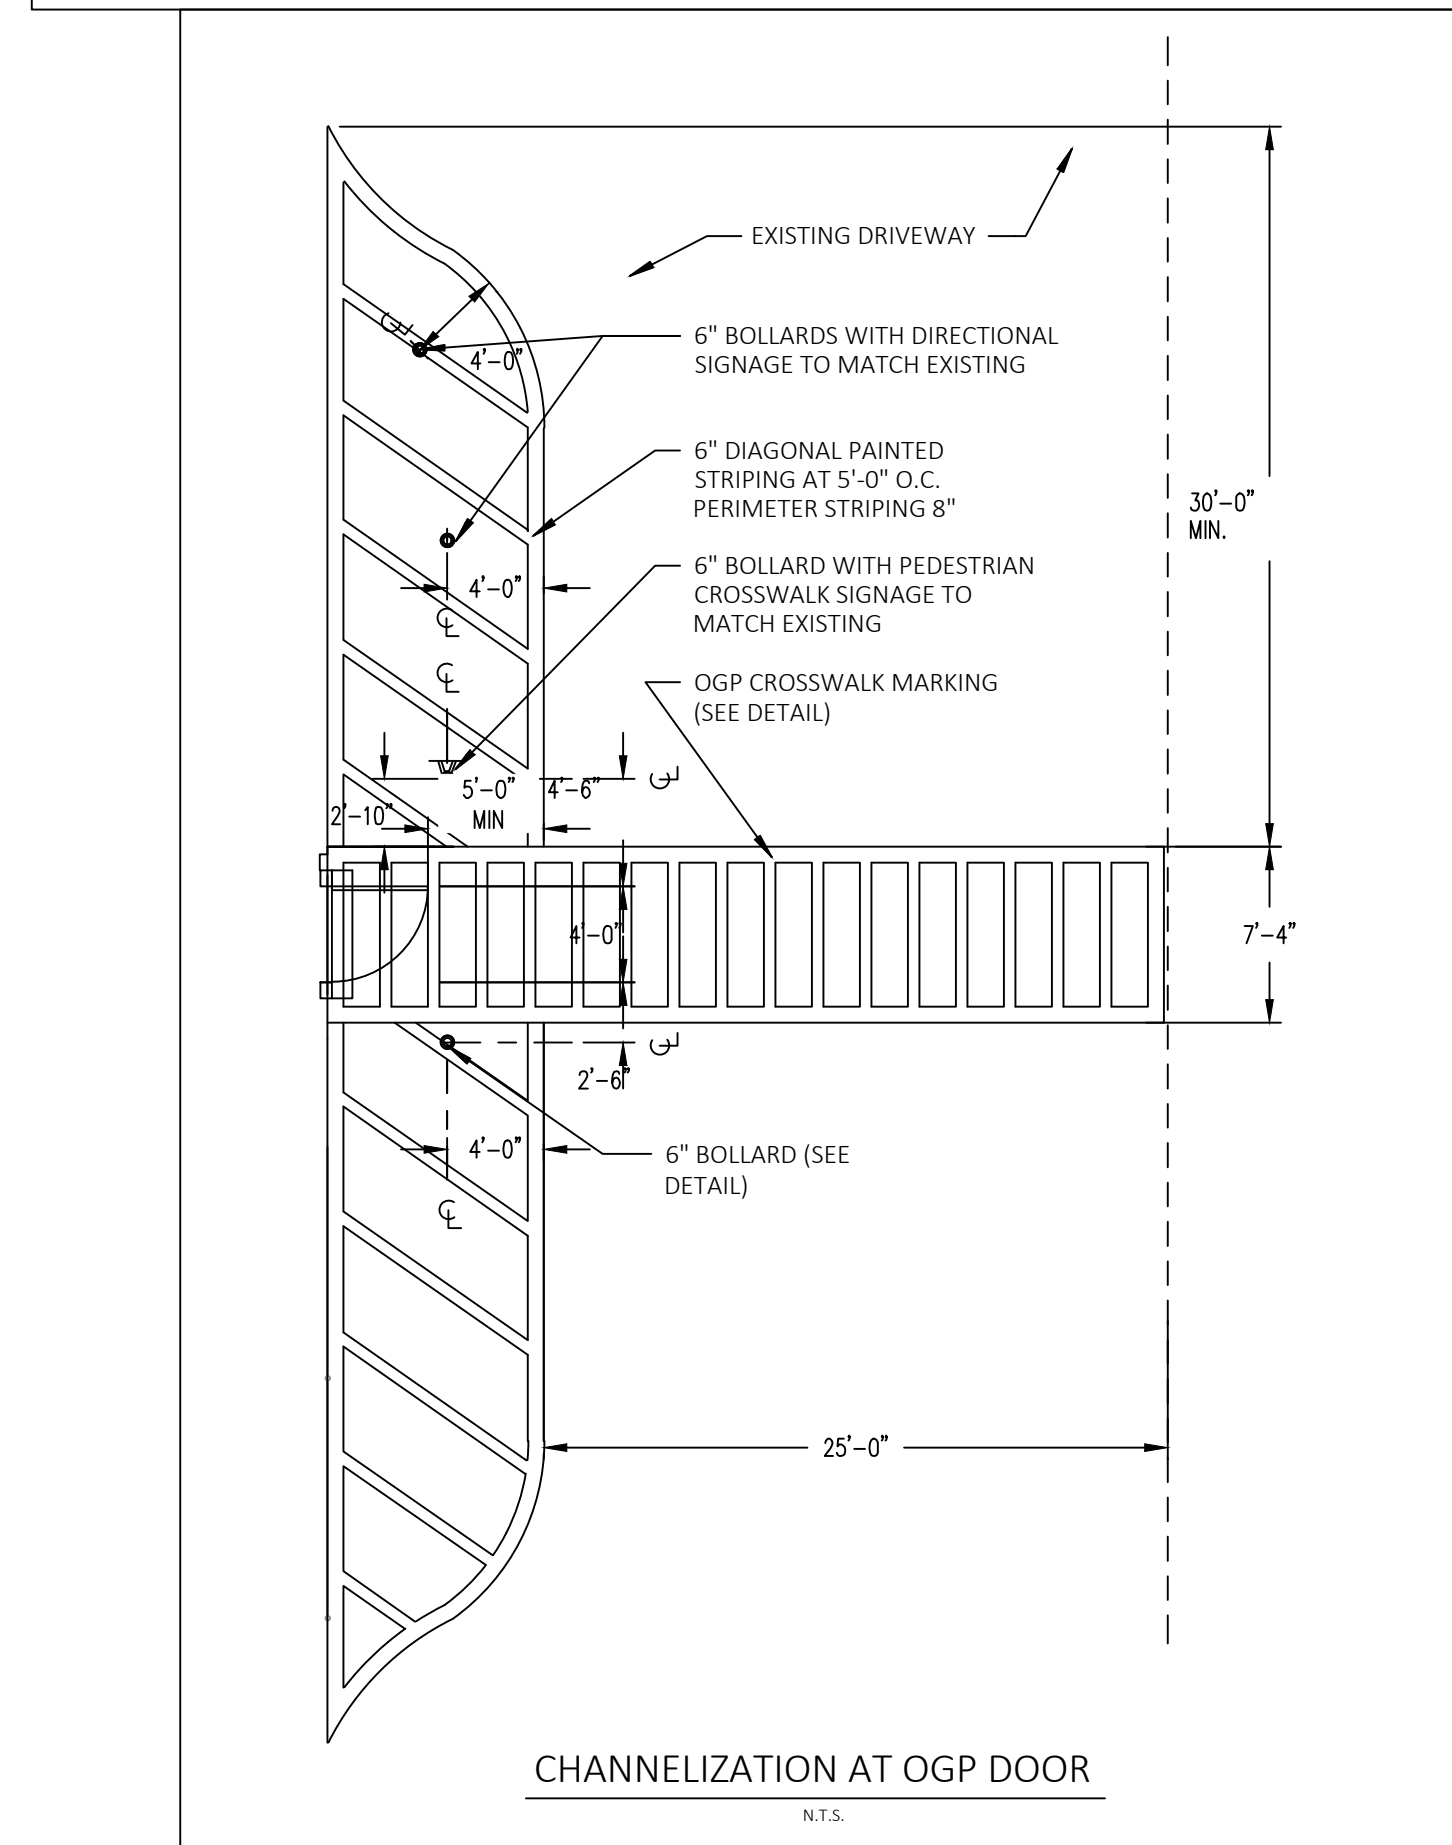 EXISTING DRIVEWAY
6" BOLLARDS WITH DIRECTIONAL
SIGNAGE TO MATCH EXISTING
℄
4'-0"
6" DIAGONAL PAINTED
STRIPING AT 5'-0" O.C.
PERIMETER STRIPING 8"
30'-0"
MIN.
6" BOLLARD WITH PEDESTRIAN
CROSSWALK SIGNAGE TO
MATCH EXISTING
4'-0"
℄
℄
OGP CROSSWALK MARKING
(SEE DETAIL)
5'-0"
MIN
4'-6"
℄
2'-10"
4'-0"
7'-4"
℄
2'-6"
4'-0"
6" BOLLARD (SEE
DETAIL)
℄
25'-0"
CHANNELIZATION AT OGP DOOR
N.T.S.